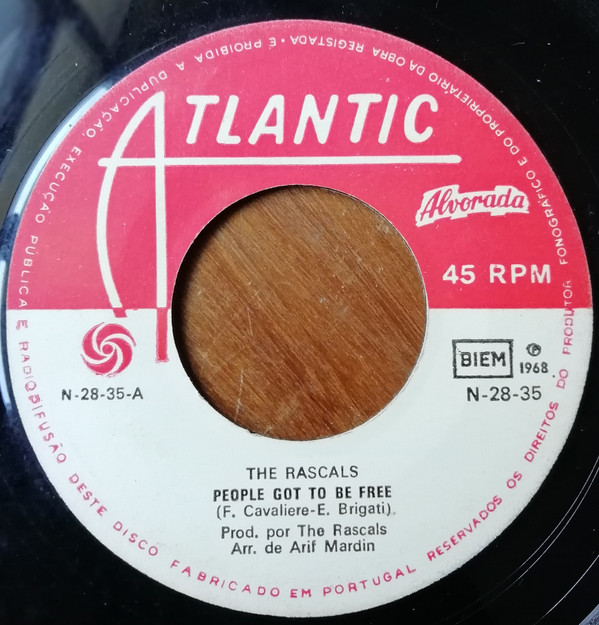 ATLANTIC
Alvorada
45 RPM
BIEM
℗ 1968
N-28-35-A
N-28-35
THE RASCALS
PEOPLE GOT TO BE FREE
(F. Cavaliere-E. Brigati)
Prod. por The Rascals
Arr. de Arif Mardin
É PROIBIDA A DUPLICAÇÃO, EXECUÇÃO PÚBLICA E RADIODIFUSÃO DESTE DISCO FABRICADO EM PORTUGAL RESERVADOS OS DIREITOS DO PRODUTOR FONOGRÁFICO E DO PROPRIETÁRIO DA OBRA REGISTADA •